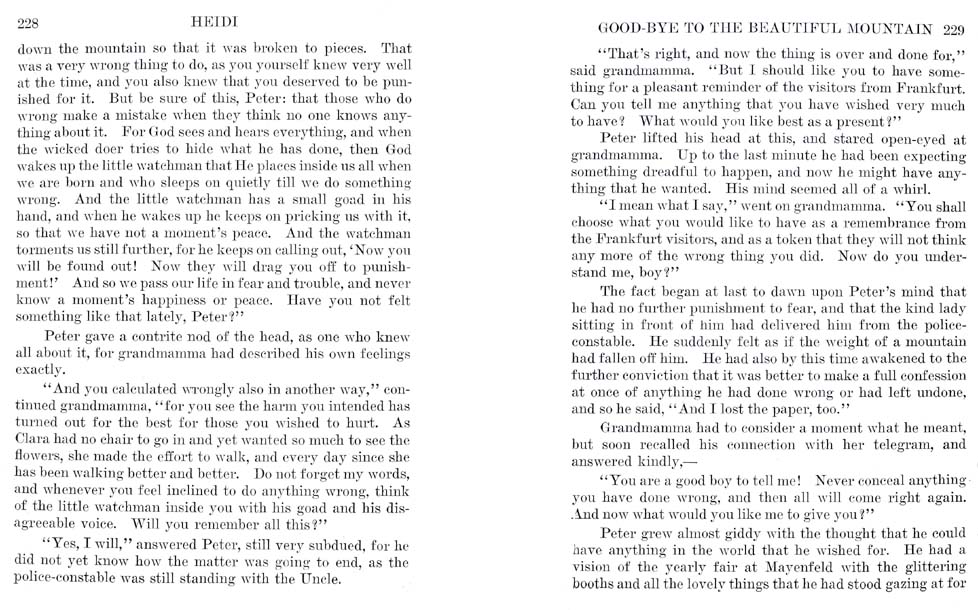 228 HEIDI
down the mountain so that it was broken to pieces. That
was a very wrong thing to do, as you yourself knew very well
at the time, and you also knew that you deserved to be pun-
ished for it. But be sure of this, Peter: that those who do
wrong make a mistake when they think no one knows any-
thing about it. For God sees and hears everything, and when
the wicked doer tries to hide what he has done, then God
wakes up the little watchman that He places inside us all when
we are born and who sleeps on quietly till we do something
wrong. And the little watchman has a small goad in his
hand, and when he wakes up he keeps on pricking us with it,
so that we have not a moment's peace. And the watchman
torments us still further, for he keeps on calling out, 'Now you
will be found out! Now they will drag you off to punish-
ment!' And so we pass our life in fear and trouble, and never
know a moment's happiness or peace. Have you not felt
something like that lately, Peter?"
Peter gave a contrite nod of the head, as one who knew
all about it, for grandmamma had described his own feelings
exactly.
"And you calculated wrongly also in another way," con-
tinued grandmamma, "for you see the harm you intended has
turned out for the best for those you wished to hurt. As
Clara had no chair to go in and yet wanted so much to see the
flowers, she made the effort to walk, and every day since she
has been walking better and better. Do not forget my words,
and whenever you feel inclined to do anything wrong, think
of the little watchman inside you with his goad and his dis-
agreeable voice. Will you remember all this?"
"Yes, I will," answered Peter, still very subdued, for he
did not yet know how the matter was going to end, as the
police-constable was still standing with the Uncle.
GOOD-BYE TO THE BEAUTIFUL MOUNTAIN 229
"That's right, and now the thing is over and done for,"
said grandmamma. "But I should like you to have some-
thing for a pleasant reminder of the visitors from Frankfurt.
Can you tell me anything that you have wished very much
to have? What would you like best as a present?"
Peter lifted his head at this, and stared open-eyed at
grandmamma. Up to the last minute he had been expecting
something dreadful to happen, and now he might have any-
thing that he wanted. His mind seemed all of a whirl.
"I mean what I say," went on grandmamma. "You shall
choose what you would like to have as a remembrance from
the Frankfurt visitors, and as a token that they will not think
any more of the wrong thing you did. Now do you under-
stand me, boy?"
The fact began at last to dawn upon Peter's mind that
he had no further punishment to fear, and that the kind lady
sitting in front of him had delivered him from the police-
constable. He suddenly felt as if the weight of a mountain
had fallen off him. He had also by this time awakened to the
further conviction that it was better to make a full confession
at once of anything he had done wrong or had left undone,
and so he said, "And I lost the paper, too."
Grandmamma had to consider a moment what he meant,
but soon recalled his connection with her telegram, and
answered kindly,—
"You are a good boy to tell me! Never conceal anything
you have done wrong, and then all will come right again.
And now what would you like me to give you?"
Peter grew almost giddy with the thought that he could
have anything in the world that he wished for. He had a
vision of the yearly fair at Mayenfeld with the glittering
booths and all the lovely things that he had stood gazing at for